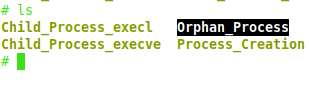 # ls
Child_Process_execl Orphan_Process
Child_Process_execve Process_Creation
#